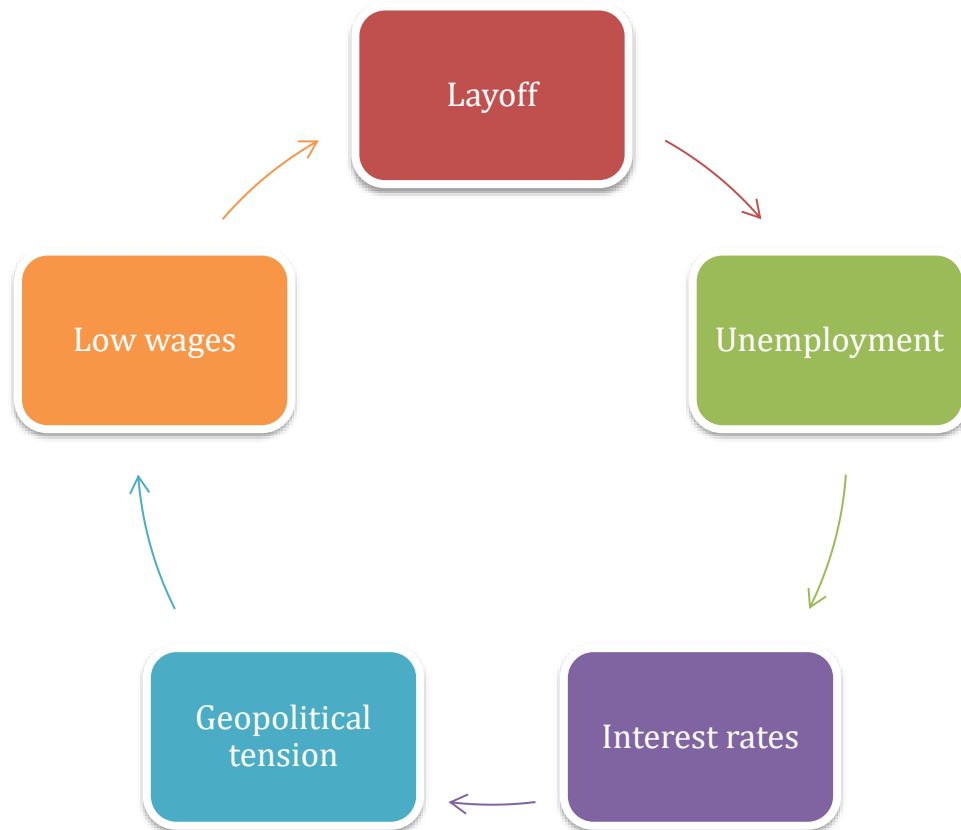 Layoff
Unemployment
Interest rates
Geopolitical
tension
Low wages